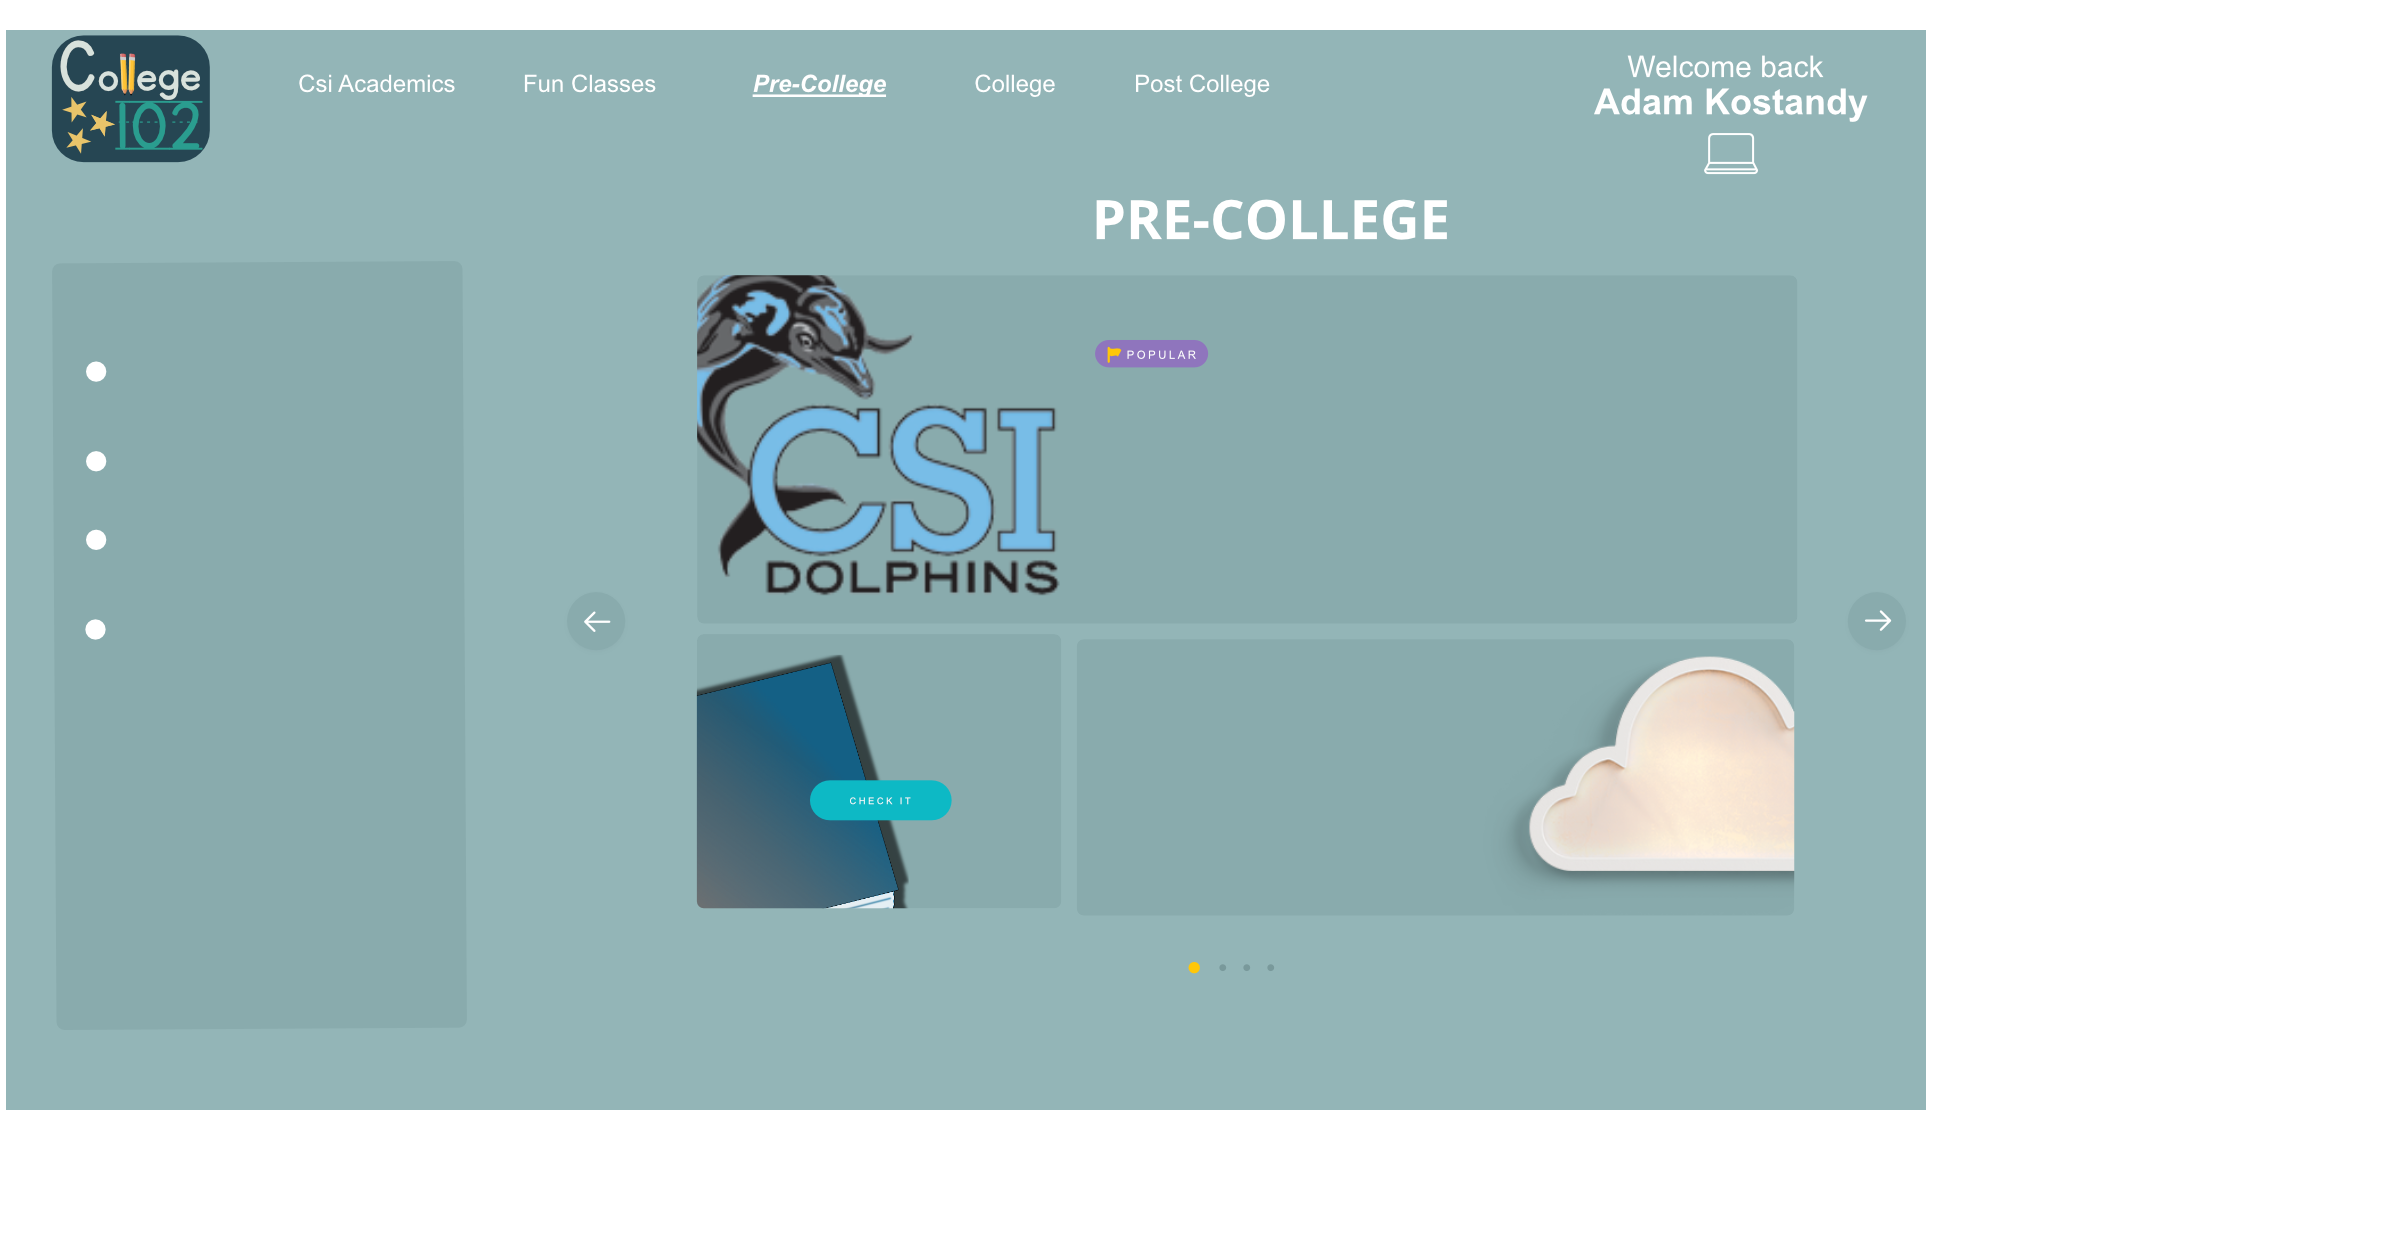 College
102
Csi Academics
Fun Classes
Pre-College
College
Post College
Welcome back
Adam Kostandy
PRE-COLLEGE
POPULAR
CSI
DOLPHINS
CHECK IT